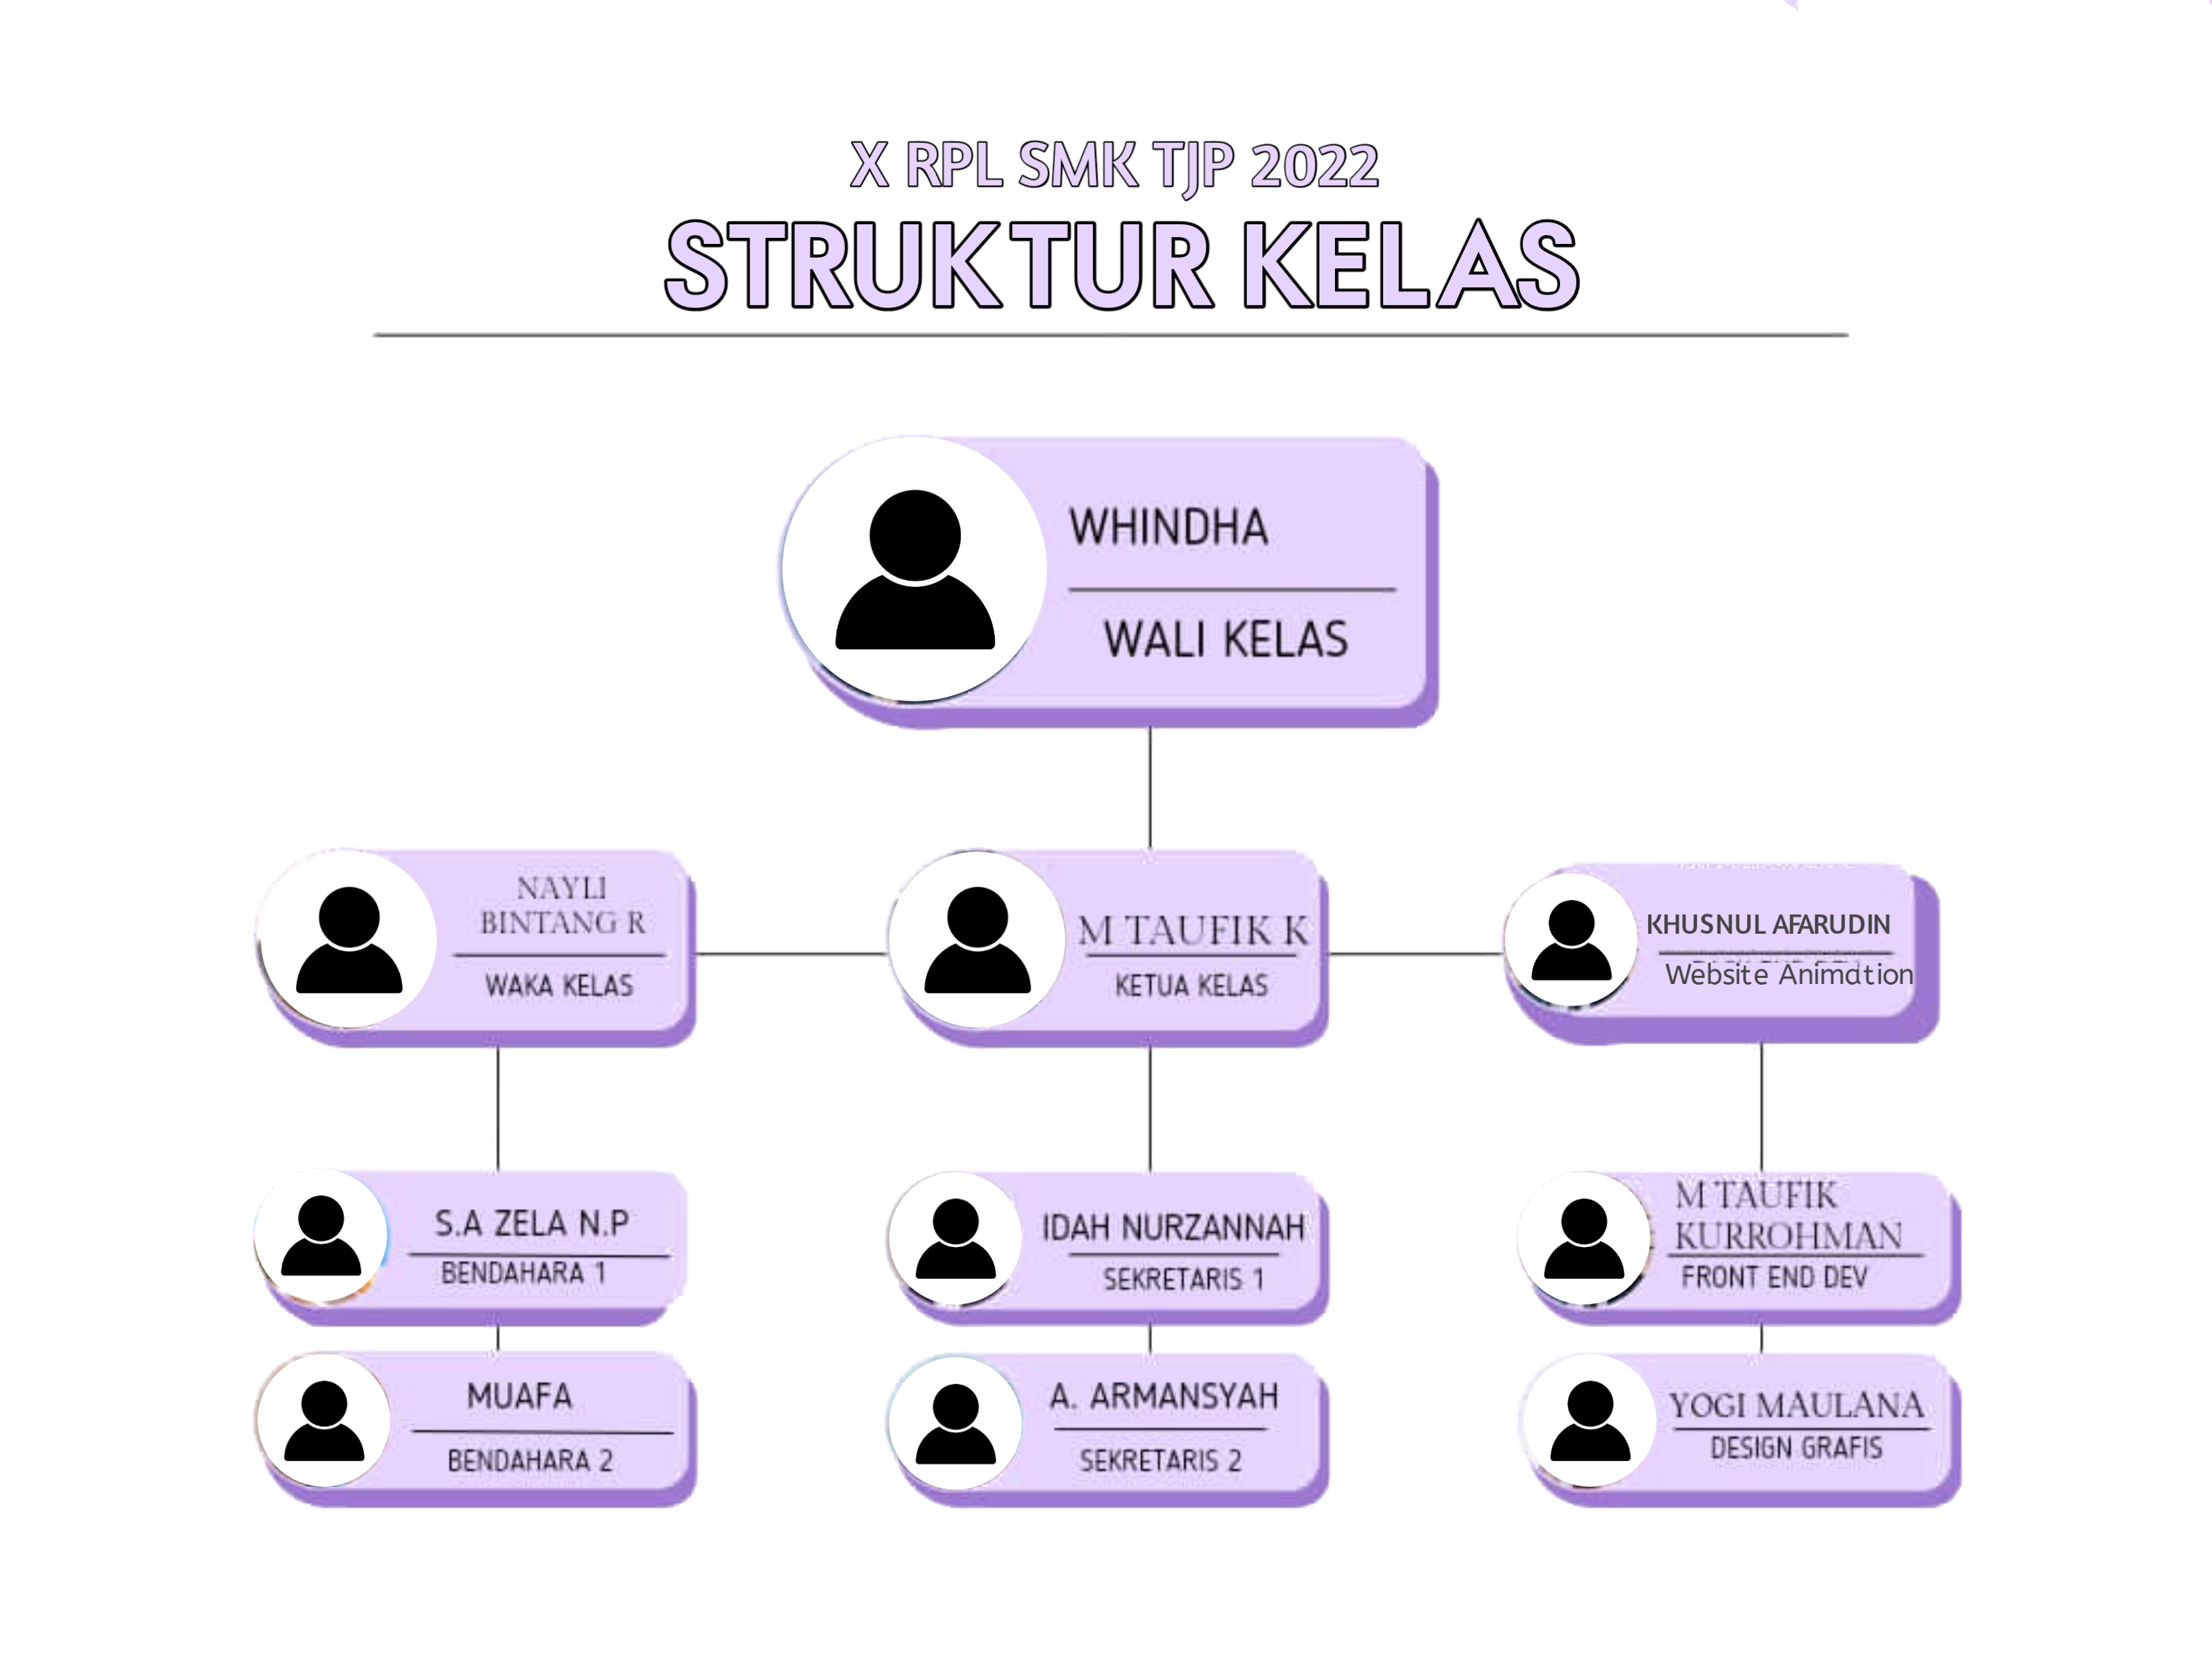 X RPL SMK TJP 2022
STRUKTUR KELAS
WHINDHA
WALI KELAS
NAYLI
BINTANG R
WAKA KELAS
M TAUFIK K
KETUA KELAS
KHUSNUL AFARUDIN
Website Animation
S.A ZELA N.P
BENDAHARA 1
IDAH NURZANNAH
SEKRETARIS 1
M TAUFIK
KURROHMAN
FRONT END DEV
MUAFA
BENDAHARA 2
A. ARMANSYAH
SEKRETARIS 2
YOGI MAULANA
DESIGN GRAFIS